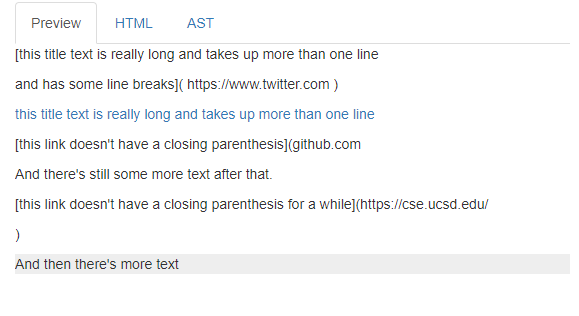 Preview HTML AST
[this title text is really long and takes up more than one line
and has some line breaks]( https://www.twitter.com )
this title text is really long and takes up more than one line
[this link doesn't have a closing parenthesis](github.com
And there's still some more text after that.
[this link doesn't have a closing parenthesis for a while](https://cse.ucsd.edu/
)
And then there's more text